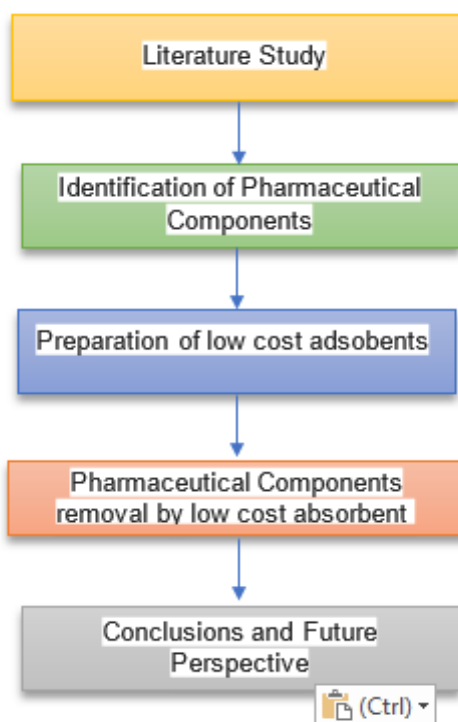 Literature Study
Identification of Pharmaceutical
Components
Preparation of low cost adsobents
Pharmaceutical Components
removal by low cost absorbent
Conclusions and Future
Perspective
(Ctrl)